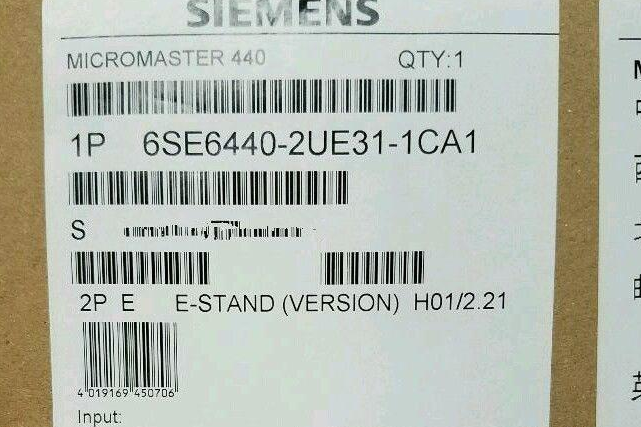 SIEMENS
MICROMASTER 440 QTY:1
1P 6SE6440-2UE31-1CA1
S
2P E E-STAND (VERSION) H01/2.21
4 019169 450706
Input: